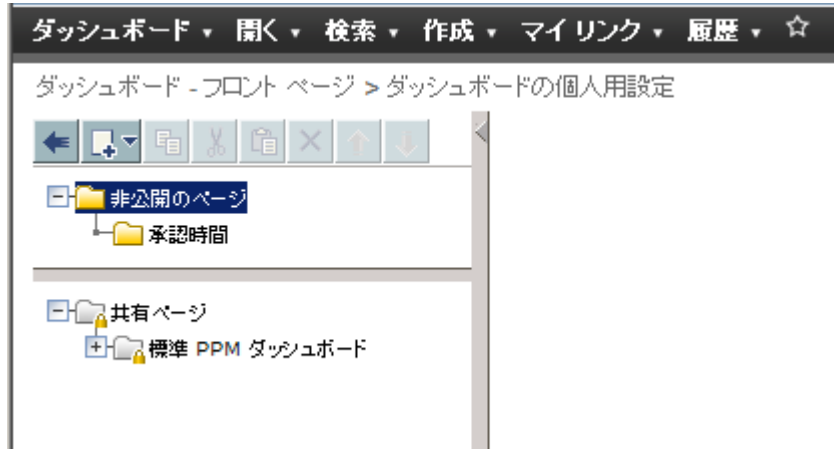 ダッシュボード 開く 検索 作成 マイ リンク 履歴
ダッシュボード - フロント ページ > ダッシュボードの個人用設定
非公開のページ
承認時間
共有ページ
標準 PPM ダッシュボード